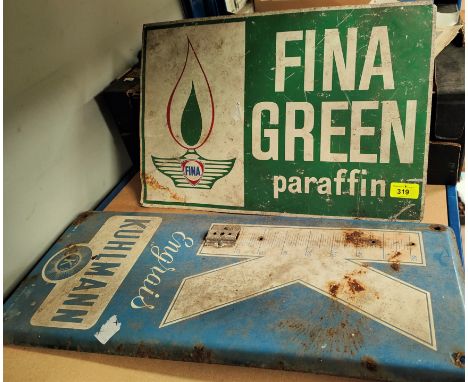 FINA
GREEN
paraffin
FINA
319
KUHLMANN
Engrais
K